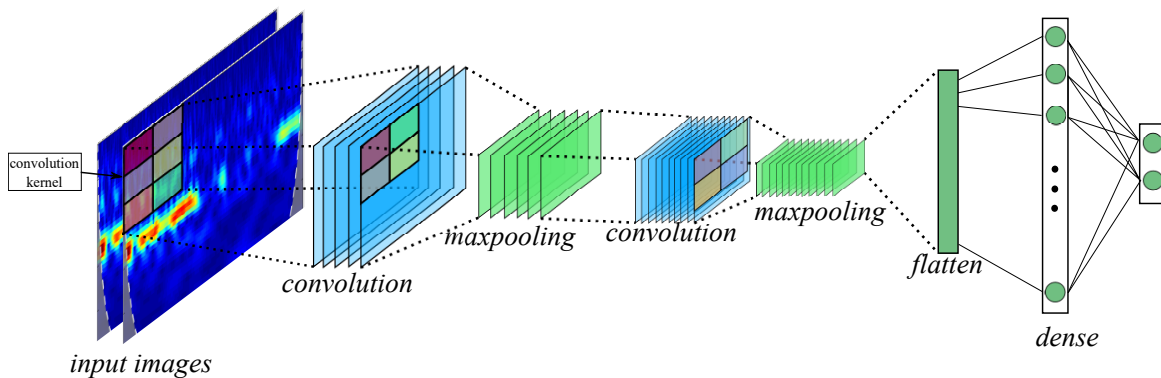 convolution
kernel
input images
convolution
maxpooling
convolution
maxpooling
flatten
dense